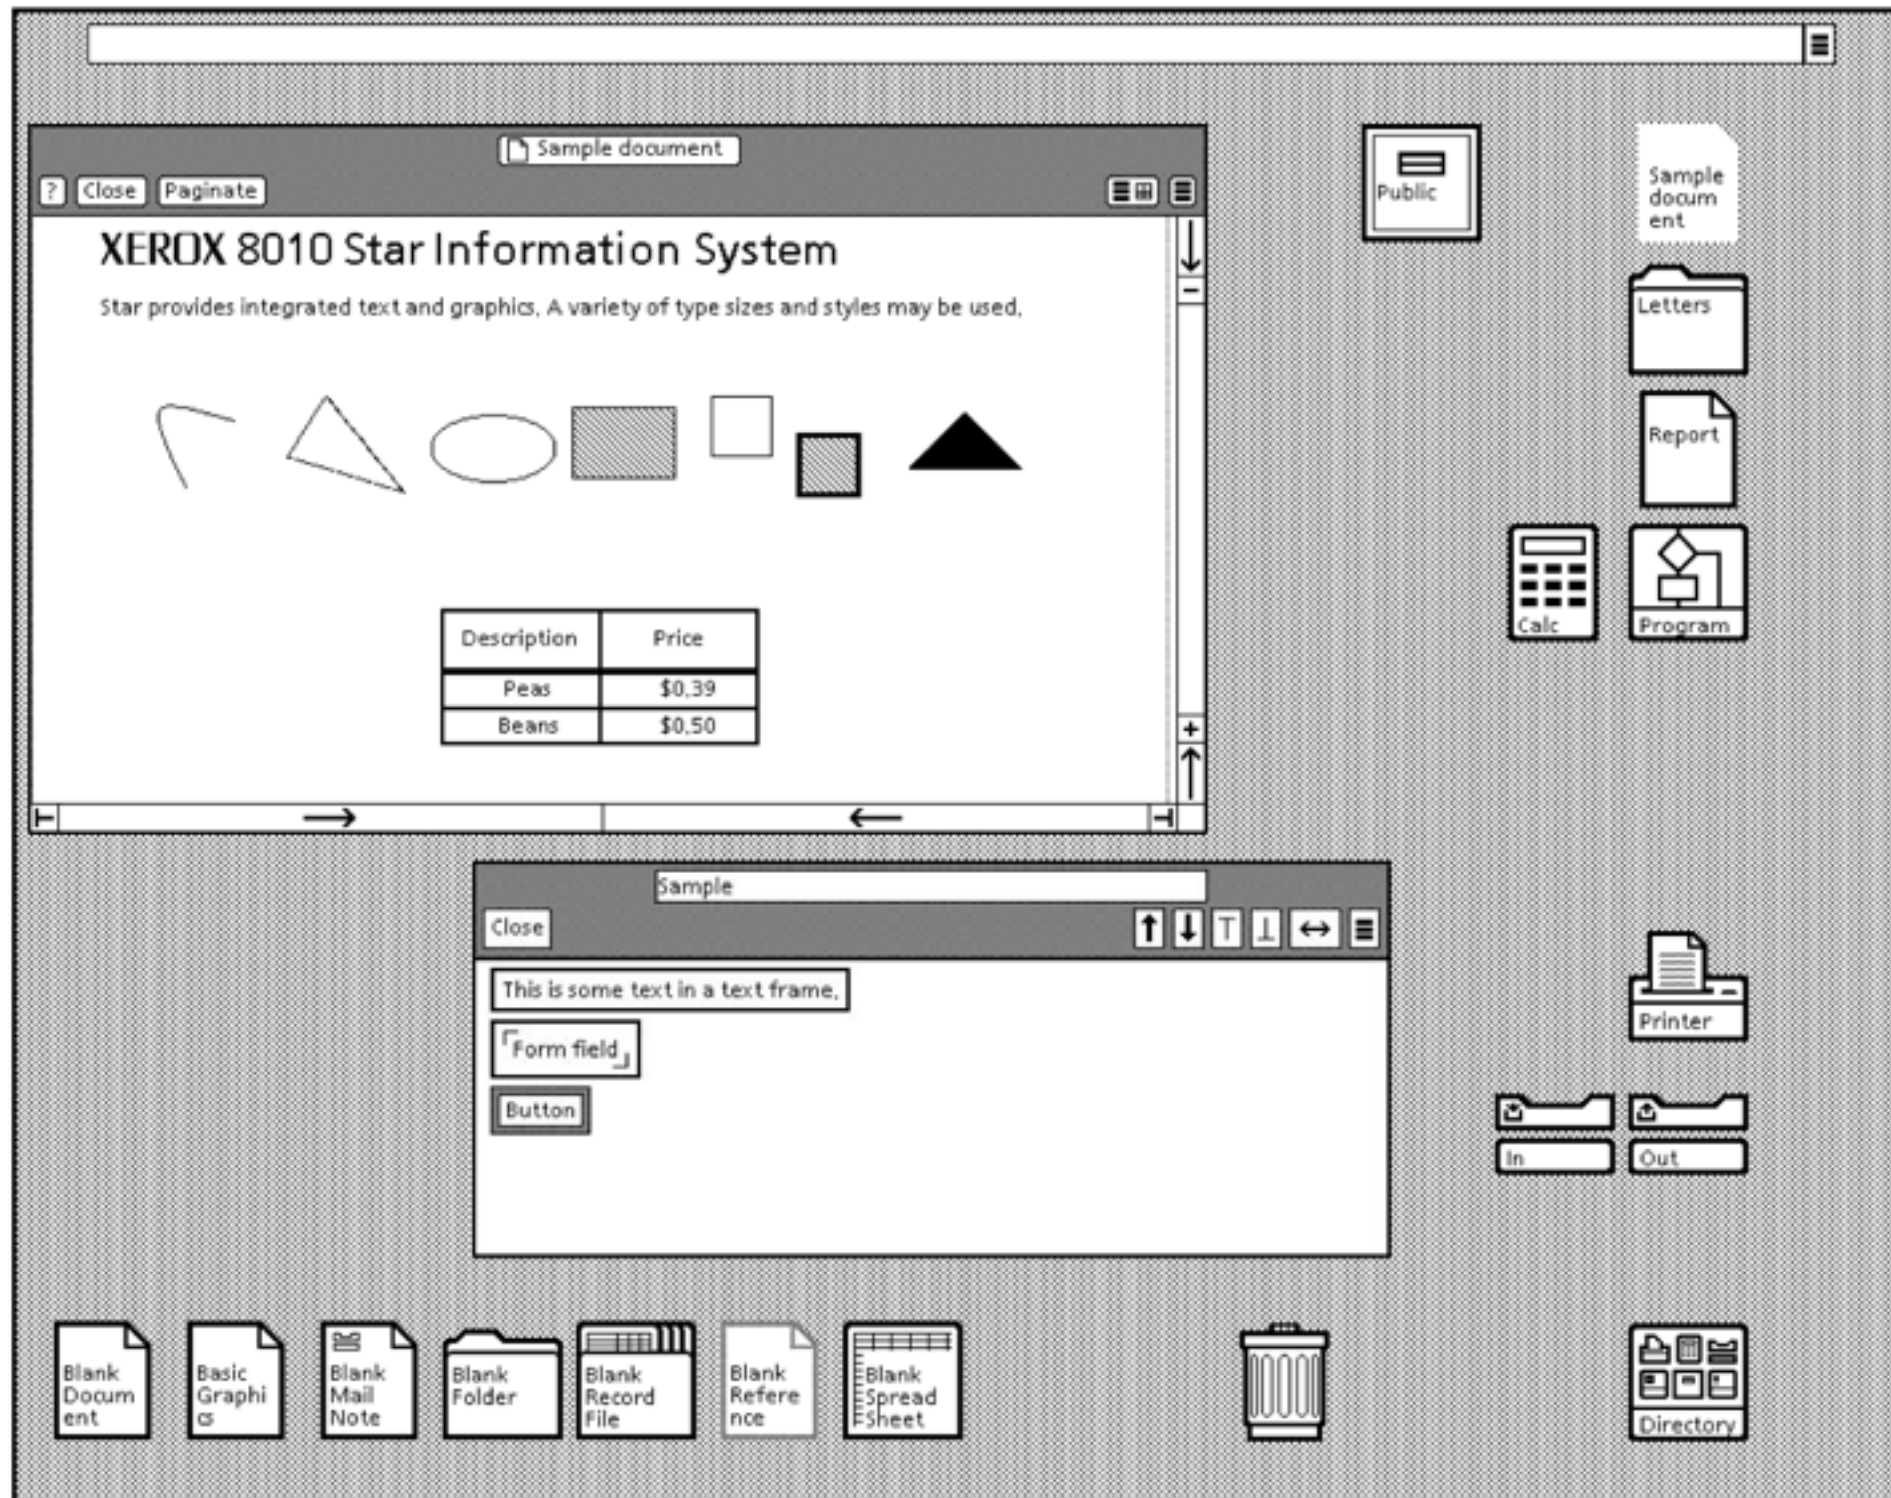 Sample document
? Close Paginate
XEROX 8010 Star Information System
Star provides integrated text and graphics. A variety of type sizes and styles may be used.
Description Price
Peas $0.39
Beans $0.50
Public
Sample
docum
ent
Letters
Report
Calc
Program
Sample
Close
This is some text in a text frame.
Form field
Button
Printer
In
Out
Blank
Docum
ent
Basic
Graphi
cs
Blank
Mail
Note
Blank
Folder
Blank
Record
File
Blank
Refere
nce
Blank
Spread
Sheet
Directory